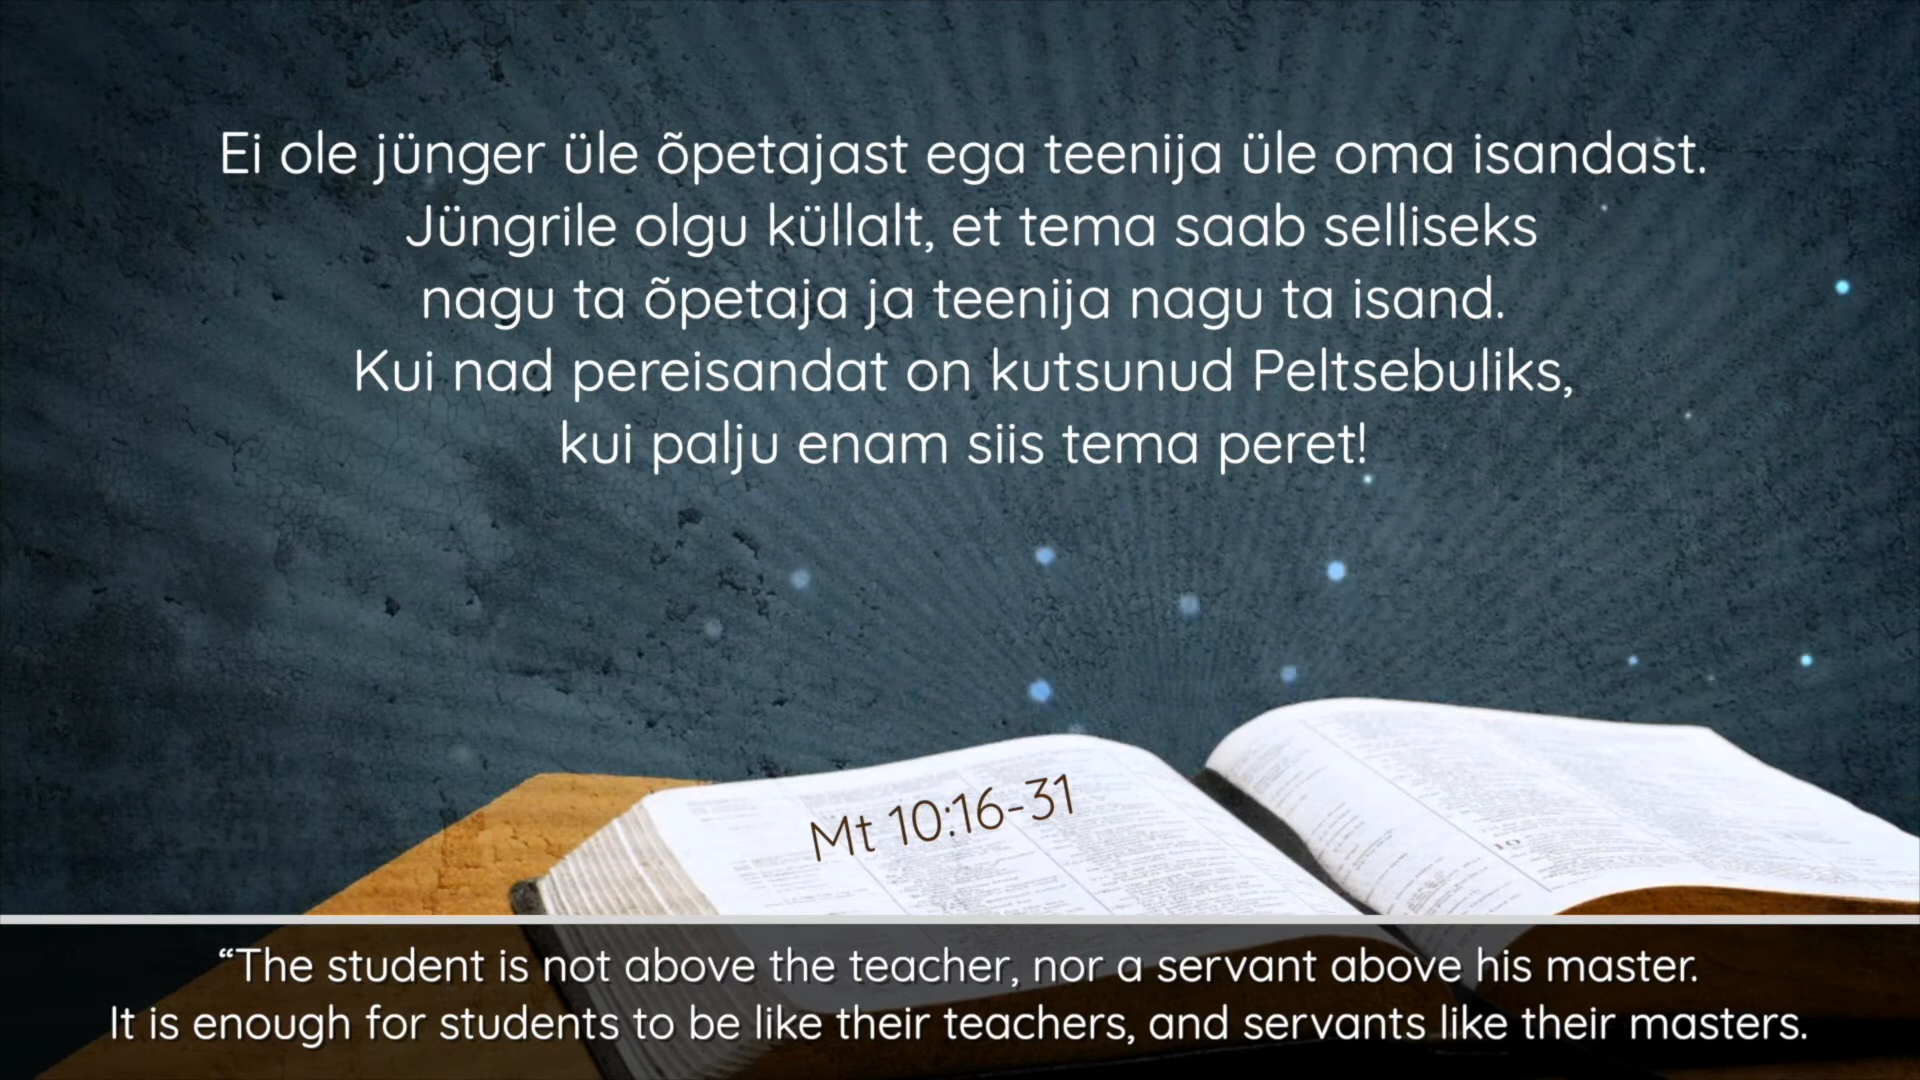 Ei ole jünger üle õpetajast ega teenija üle oma isandast.
Jüngrile olgu küllalt, et tema saab selliseks
nagu ta õpetaja ja teenija nagu ta isand.
Kui nad pereisandat on kutsunud Peltsebuliks,
kui palju enam siis tema peret!
Mt 10:16-31
“The student is not above the teacher, nor a servant above his master.
It is enough for students to be like their teachers, and servants like their masters.